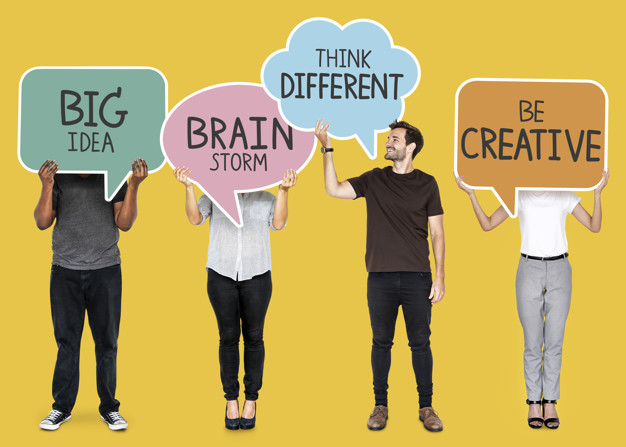 BIG
IDEA
BRAIN
STORM
THINK
DIFFERENT
BE
CREATIVE